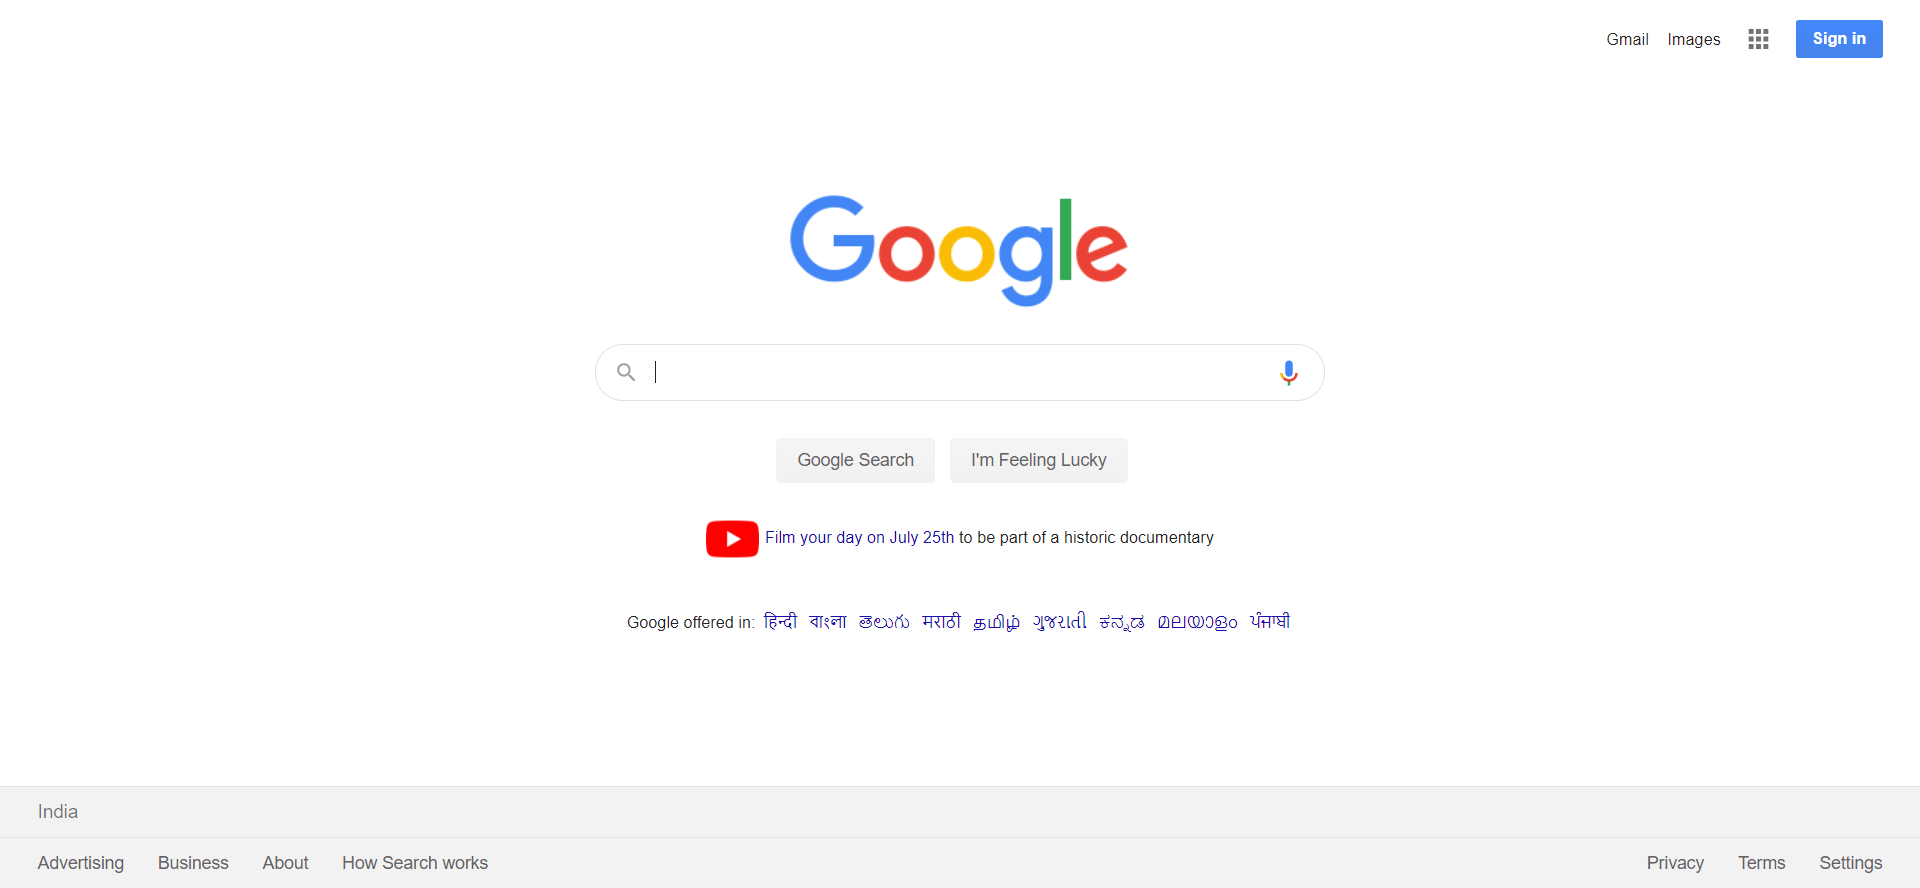 Gmail Images Sign in
Google
Google Search I'm Feeling Lucky
Film your day on July 25th to be part of a historic documentary
Google offered in: हिन्दी বাংলা తెలుగు मराठी தமிழ் ગુજરાતી ಕನ್ನಡ മലയാളം ਪੰਜਾਬੀ
India
Advertising Business About How Search works Privacy Terms Settings